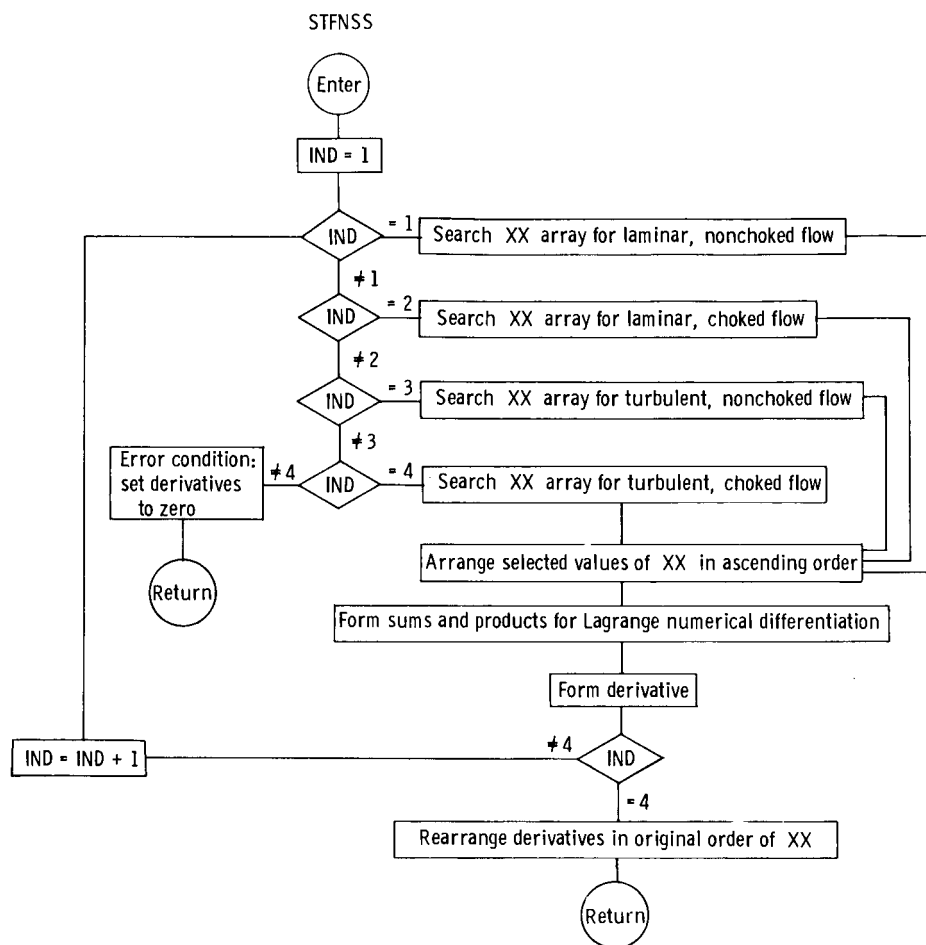 STFNSS
Enter
IND = 1
IND
= 1
Search XX array for laminar, nonchoked flow
≠1
IND
= 2
Search XX array for laminar, choked flow
≠2
IND
= 3
Search XX array for turbulent, nonchoked flow
≠3
Error condition:
set derivatives
to zero
≠4
IND
= 4
Search XX array for turbulent, choked flow
Return
Arrange selected values of XX in ascending order
Form sums and products for Lagrange numerical differentiation
Form derivative
IND = IND + 1
≠4
IND
= 4
Rearrange derivatives in original order of XX
Return